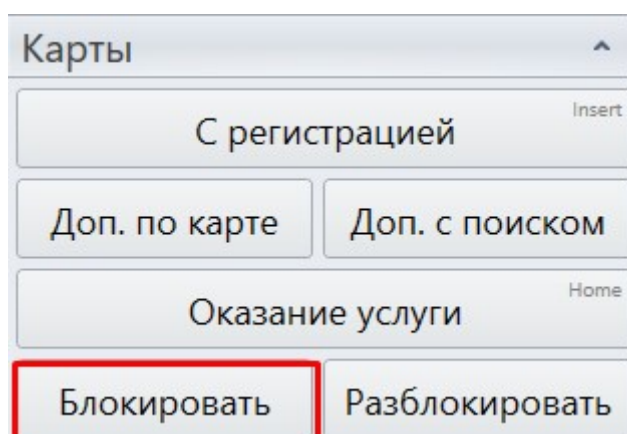 Карты
С регистрацией Insert
Доп. по карте Доп. с поиском
Оказание услуги Home
Блокировать Разблокировать